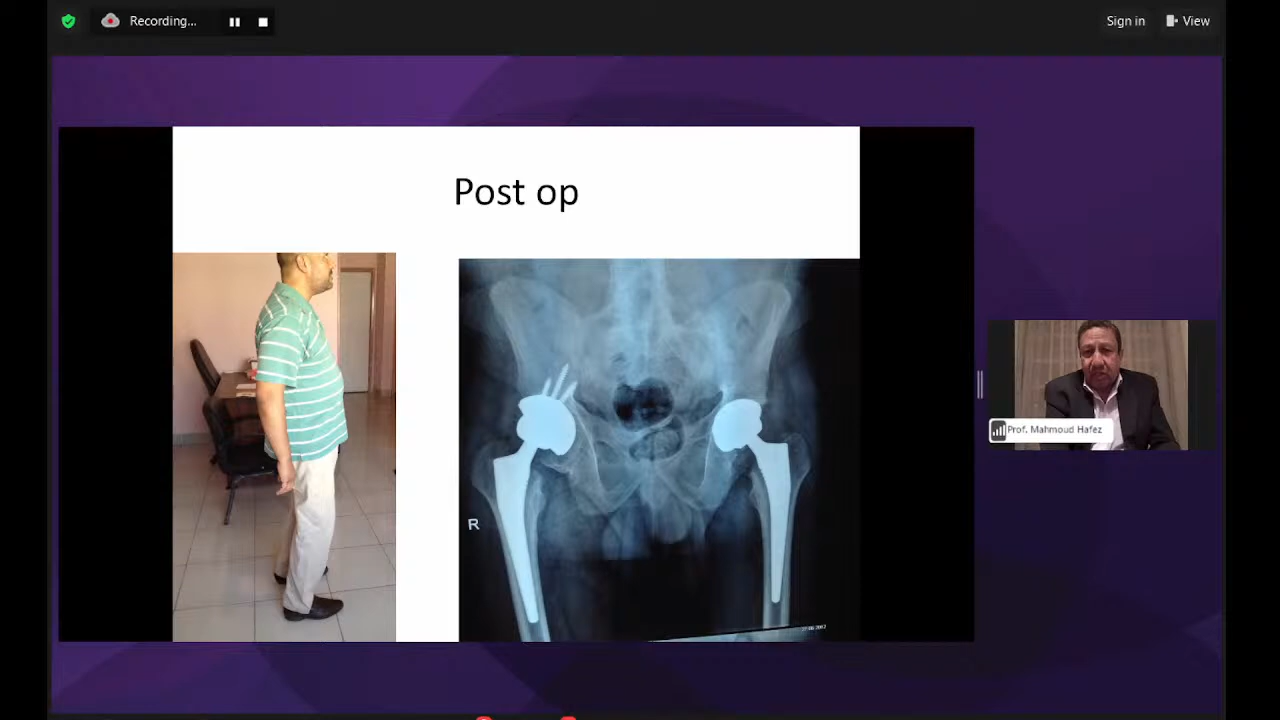 Recording...
Sign in
View
Post op
R
Prof. Mahmoud Hafez